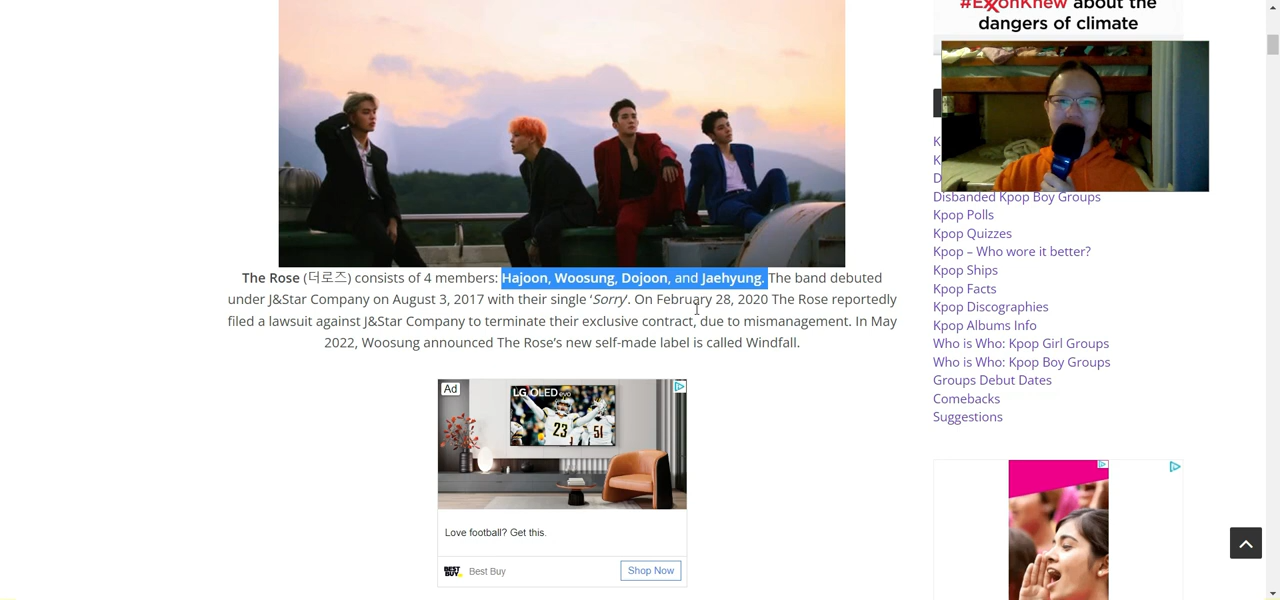 #ExxonKnew about the
dangers of climate
K
K
D
Disbanded Kpop Boy Groups
Kpop Polls
Kpop Quizzes
Kpop – Who wore it better?
Kpop Ships
Kpop Facts
Kpop Discographies
Kpop Albums Info
Who is Who: Kpop Girl Groups
Who is Who: Kpop Boy Groups
Groups Debut Dates
Comebacks
Suggestions
The Rose (더로즈) consists of 4 members: Hajoon, Woosung, Dojoon, and Jaehyung. The band debuted
under J&Star Company on August 3, 2017 with their single ‘Sorry’. On February 28, 2020 The Rose reportedly
filed a lawsuit against J&Star Company to terminate their exclusive contract, due to mismanagement. In May
2022, Woosung announced The Rose’s new self-made label is called Windfall.
Ad
LG OLED evo
23
51
Love football? Get this.
BEST BUY
Best Buy
Shop Now